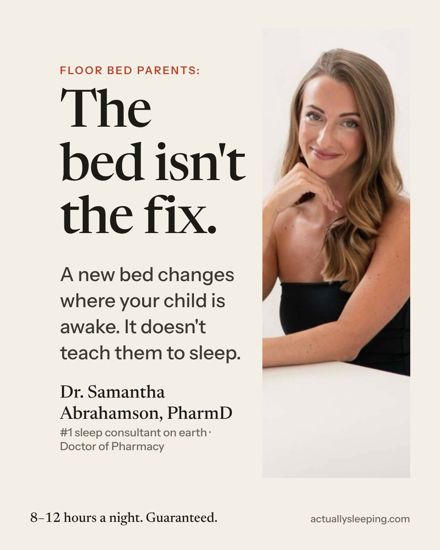 FLOOR BED PARENTS:
The
bed isn't
the fix.
A new bed changes
where your child is
awake. It doesn't
teach them to sleep.
Dr. Samantha
Abrahamson, PharmD
#1 sleep consultant on earth ·
Doctor of Pharmacy
8–12 hours a night. Guaranteed.
actuallysleeping.com